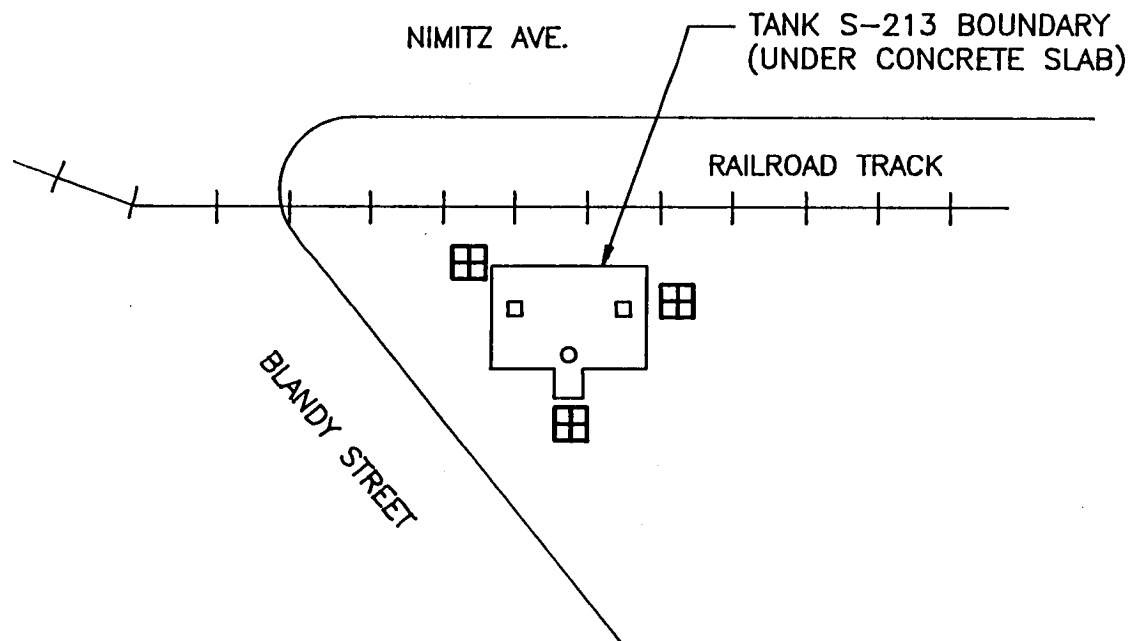 NIMITZ AVE.
TANK S-213 BOUNDARY
(UNDER CONCRETE SLAB)
RAILROAD TRACK
BLANDY STREET